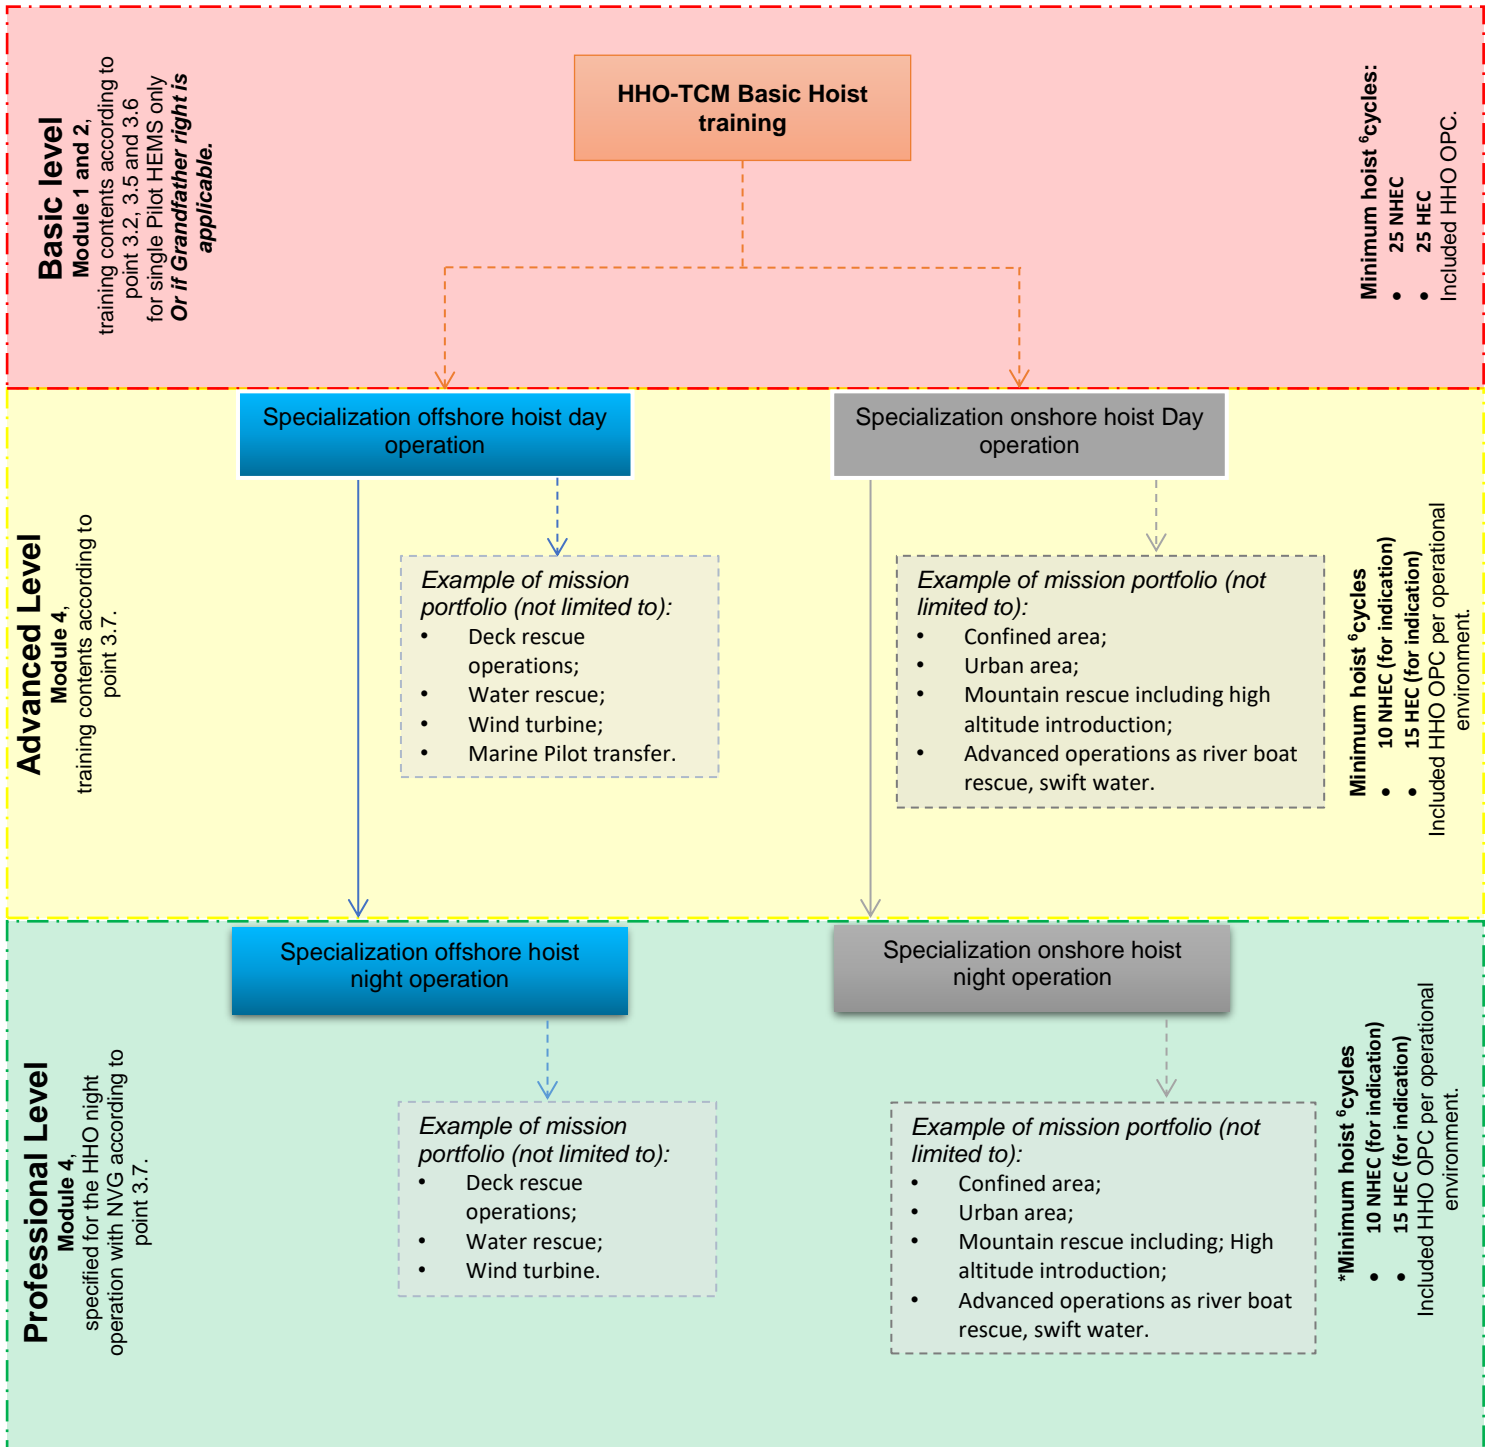 Basic level
Module 1 and 2,
training contents according to
point 3.2, 3.5 and 3.6
for single Pilot HEMS only
Or if Grandfather right is
applicable.
HHO-TCM Basic Hoist
training
Minimum hoist ⁶cycles:
• 25 NHEC
• 25 HEC
Included HHO OPC.
Advanced Level
Module 4,
training contents according to
point 3.7.
Specialization offshore hoist day
operation
Specialization onshore hoist Day
operation
Example of mission
portfolio (not limited to):
• Deck rescue
operations;
• Water rescue;
• Wind turbine;
• Marine Pilot transfer.
Example of mission portfolio (not
limited to):
• Confined area;
• Urban area;
• Mountain rescue including high
altitude introduction;
• Advanced operations as river boat
rescue, swift water.
Minimum hoist ⁶cycles
• 10 NHEC (for indication)
• 15 HEC (for indication)
Included HHO OPC per operational
environment.
Professional Level
Module 4,
specified for the HHO night
operation with NVG according to
point 3.7.
Specialization offshore hoist
night operation
Specialization onshore hoist
night operation
Example of mission
portfolio (not limited to):
• Deck rescue
operations;
• Water rescue;
• Wind turbine.
Example of mission portfolio (not
limited to):
• Confined area;
• Urban area;
• Mountain rescue including; High
altitude introduction;
• Advanced operations as river boat
rescue, swift water.
*Minimum hoist ⁶cycles
• 10 NHEC (for indication)
• 15 HEC (for indication)
Included HHO OPC per operational
environment.